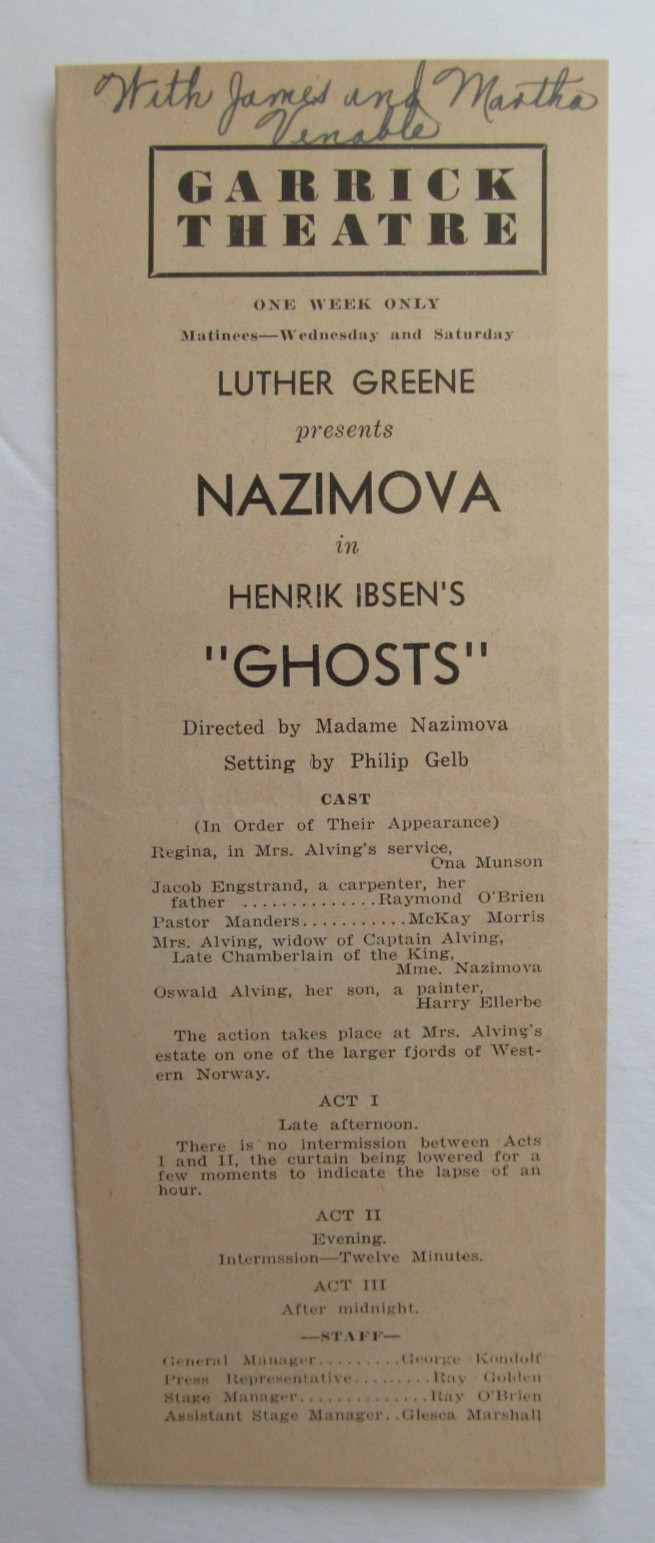 With James and Martha
Venable
GARRICK
THEATRE
ONE WEEK ONLY
Matinees—Wednesday and Saturday
LUTHER GREENE
presents
NAZIMOVA
in
HENRIK IBSEN'S
"GHOSTS"
Directed by Madame Nazimova
Setting by Philip Gelb
CAST
(In Order of Their Appearance)
Regina, in Mrs. Alving's service,
Ona Munson
Jacob Engstrand, a carpenter, her
father ..............Raymond O'Brien
Pastor Manders...........McKay Morris
Mrs. Alving, widow of Captain Alving,
Late Chamberlain of the King,
Mme. Nazimova
Oswald Alving, her son, a painter,
Harry Ellerbe
The action takes place at Mrs. Alving's
estate on one of the larger fjords of West-
ern Norway.
ACT I
Late afternoon.
There is no intermission between Acts
I and II, the curtain being lowered for a
few moments to indicate the lapse of an
hour.
ACT II
Evening.
Intermssion—Twelve Minutes.
ACT III
After midnight.
—STAFF—
General Manager.........George Kondolf
Press Representative.........Ray Golden
Stage Manager..............Ray O'Brien
Assistant Stage Manager..Glesca Marshall